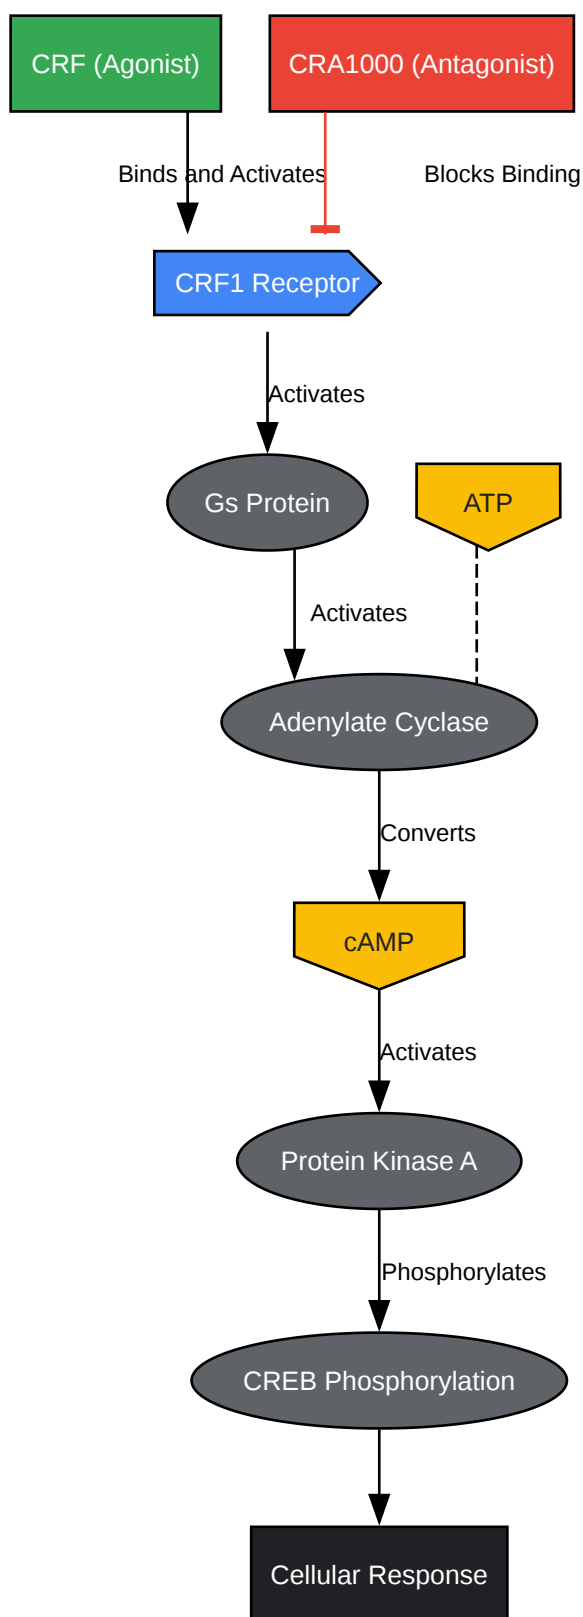 CRF (Agonist)
CRA1000 (Antagonist)
Binds and Activates
Blocks Binding
CRF1 Receptor
Activates
Gs Protein
ATP
Activates
Adenylate Cyclase
Converts
cAMP
Activates
Protein Kinase A
Phosphorylates
CREB Phosphorylation
Cellular Response